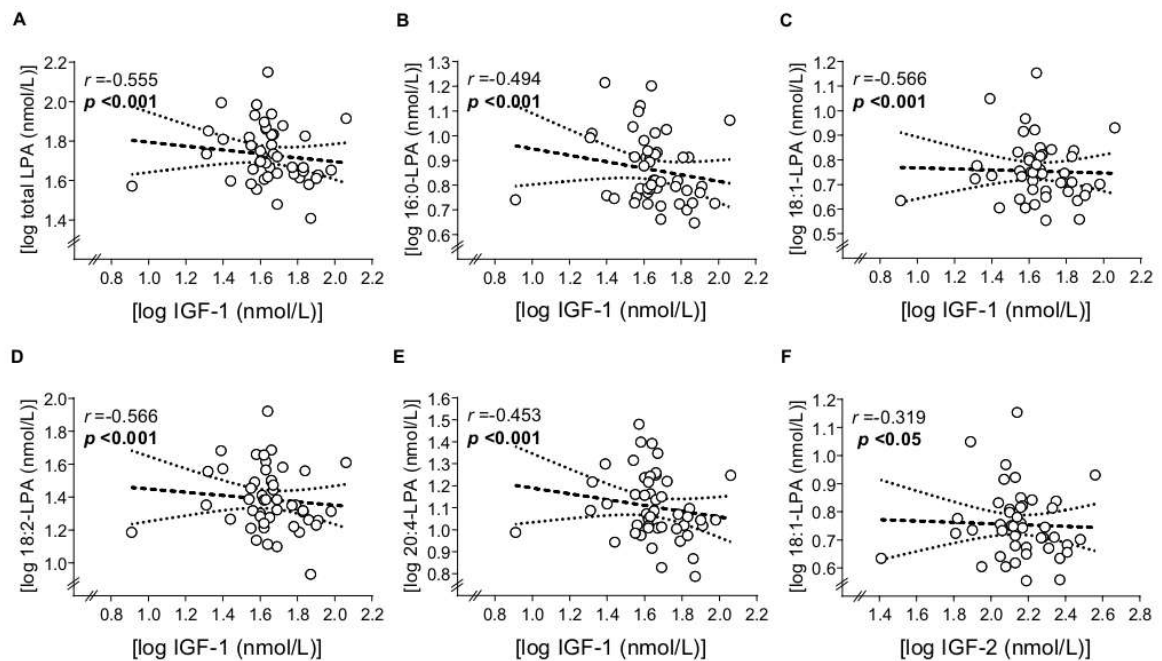 A
r=-0.555
p <0.001
[log total LPA (nmol/L)]
2.2
2.0
1.8
1.6
1.4
0.8 1.0 1.2 1.4 1.6 1.8 2.0 2.2
[log IGF-1 (nmol/L)]
B
r=-0.494
p <0.001
[log 16:0-LPA (nmol/L)]
1.3
1.2
1.1
1.0
0.9
0.8
0.7
0.6
0.8 1.0 1.2 1.4 1.6 1.8 2.0 2.2
[log IGF-1 (nmol/L)]
C
r=-0.566
p <0.001
[log 18:1-LPA (nmol/L)]
1.2
1.1
1.0
0.9
0.8
0.7
0.6
0.5
0.8 1.0 1.2 1.4 1.6 1.8 2.0 2.2
[log IGF-1 (nmol/L)]
D
r=-0.566
p <0.001
[log 18:2-LPA (nmol/L)]
2.0
1.8
1.6
1.4
1.2
1.0
0.8 1.0 1.2 1.4 1.6 1.8 2.0 2.2
[log IGF-1 (nmol/L)]
E
r=-0.453
p <0.001
[log 20:4-LPA (nmol/L)]
1.6
1.5
1.4
1.3
1.2
1.1
1.0
0.9
0.8
0.8 1.0 1.2 1.4 1.6 1.8 2.0 2.2
[log IGF-1 (nmol/L)]
F
r=-0.319
p <0.05
[log 18:1-LPA (nmol/L)]
1.2
1.1
1.0
0.9
0.8
0.7
0.6
1.4 1.6 1.8 2.0 2.2 2.4 2.6 2.8
[log IGF-2 (nmol/L)]